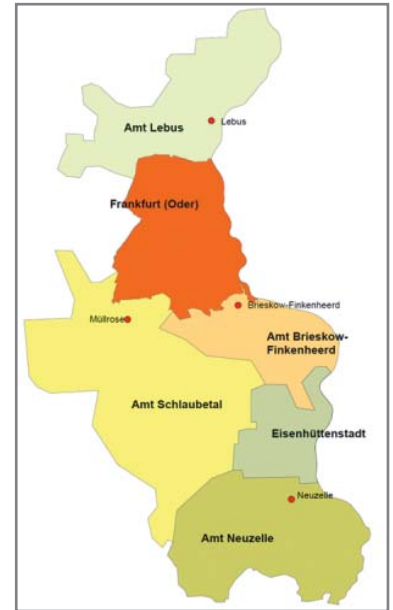 Lebus
Amt Lebus
Frankfurt (Oder)
Brieskow-Finkenheerd
Müllrose
Amt Brieskow-
Finkenheerd
Amt Schlaubetal
Eisenhüttenstadt
Neuzelle
Amt Neuzelle